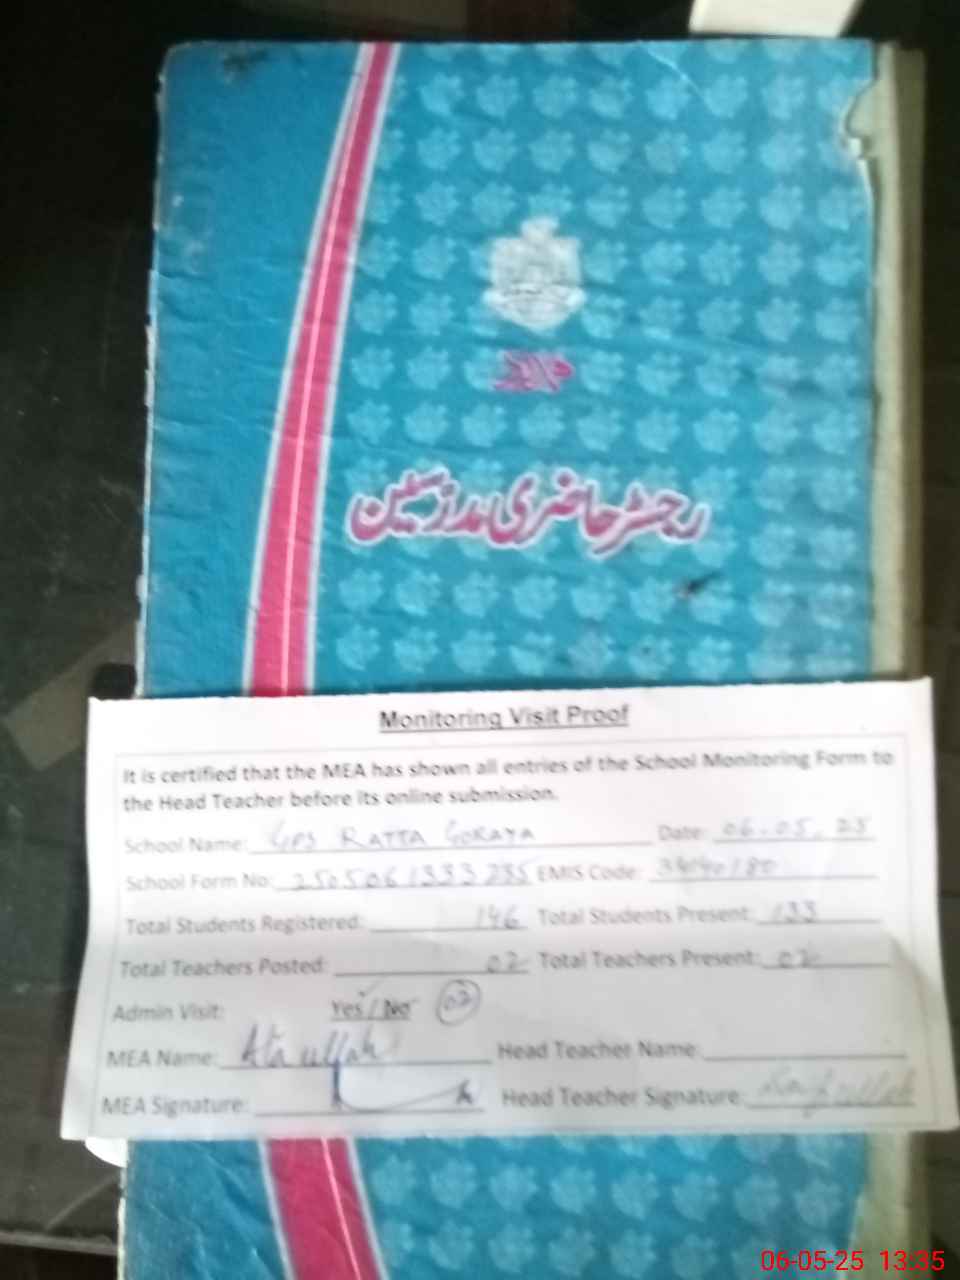 رجسٹر حاضری مدرسین
Monitoring Visit Proof
It is certified that the MEA has shown all entries of the School Monitoring Form to
the Head Teacher before its online submission.
School Name: GPS RATTA GORAYA Date: 06.05.25
School Form No: 2505061333235 EMIS Code: 34140180
Total Students Registered: 146 Total Students Present: 133
Total Teachers Posted: 02 Total Teachers Present: 02
Admin Visit: Yes / No 02
MEA Name: Ataullah Head Teacher Name:
MEA Signature: Head Teacher Signature:
06-05-25 13:35